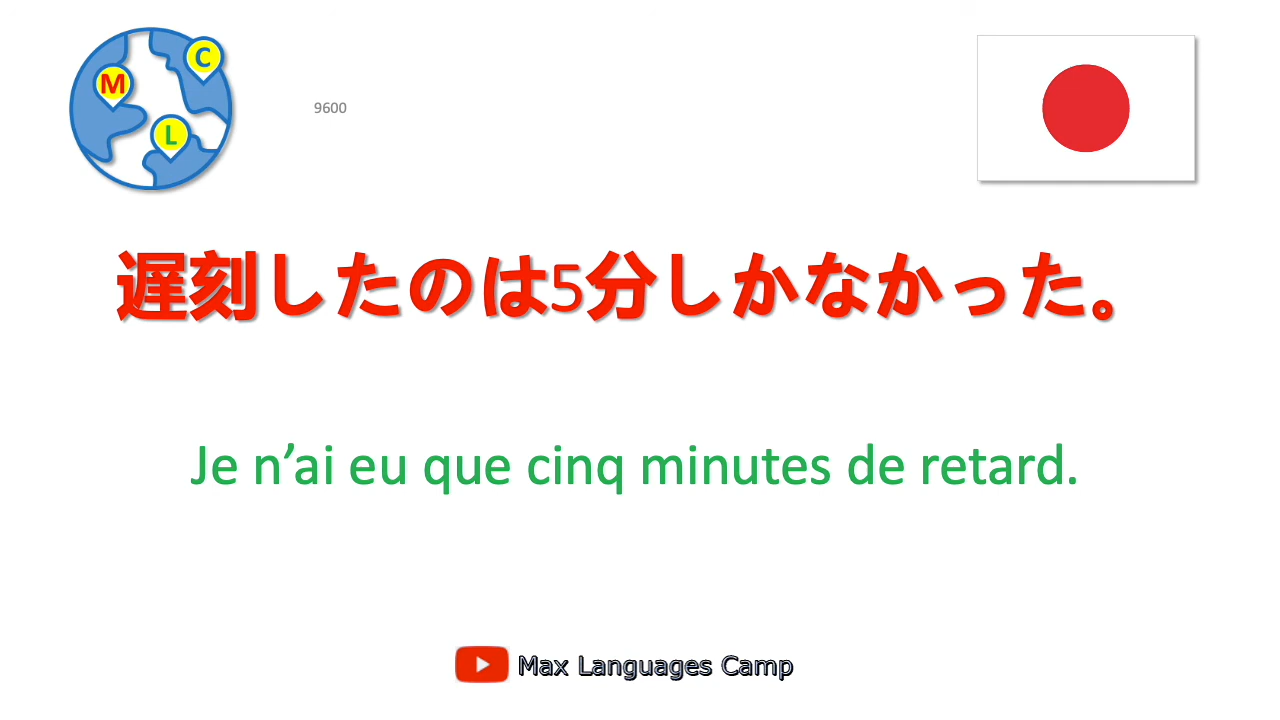 C
M
9600
L
遅刻したのは5分しかなかった。
Je n’ai eu que cinq minutes de retard.
Max Languages Camp